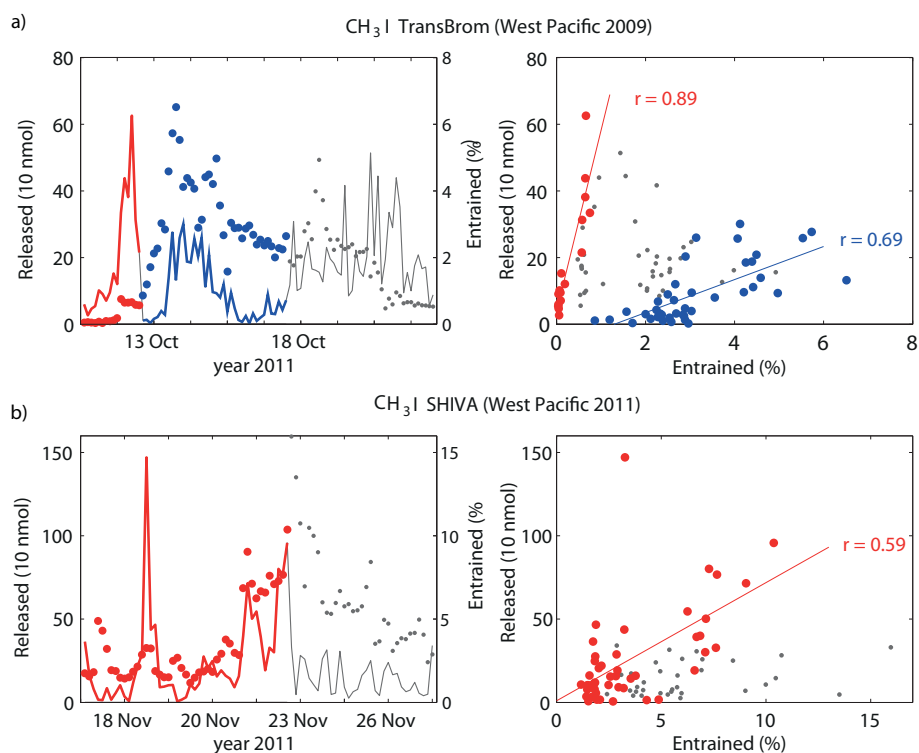 a)
CH3I TransBrom (West Pacific 2009)
Released (10 nmol)
80
60
40
20
0
8
6
4
2
0
Entrained (%)
13 Oct
18 Oct
year 2011
Released (10 nmol)
80
60
40
20
0
r = 0.89
r = 0.69
0
2
4
6
8
Entrained (%)
b)
CH3I SHIVA (West Pacific 2011)
Released (10 nmol)
150
100
50
0
15
10
5
0
Entrained (%
18 Nov
20 Nov
23 Nov
26 Nov
year 2011
Released (10 nmol)
150
100
50
0
r = 0.59
0
5
10
15
Entrained (%)